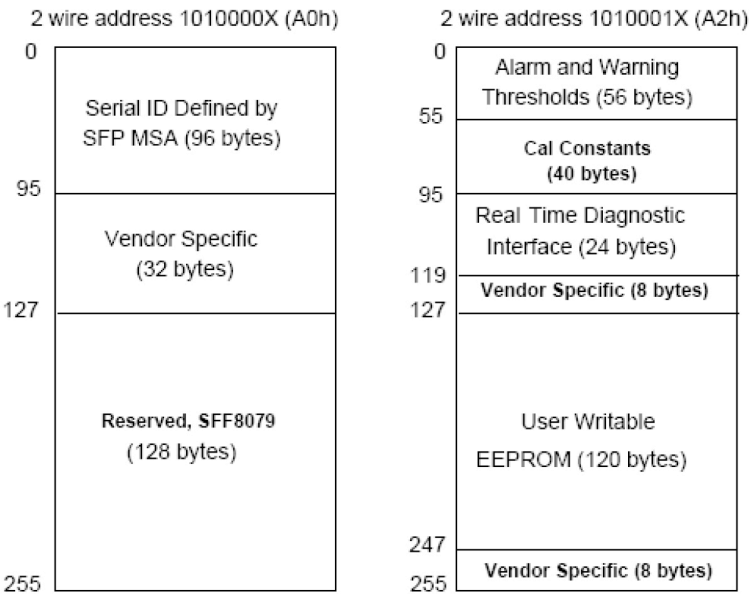 2 wire address 1010000X (A0h)
0
Serial ID Defined by
SFP MSA (96 bytes)
95
Vendor Specific
(32 bytes)
127
Reserved, SFF8079
(128 bytes)
255
2 wire address 1010001X (A2h)
0
Alarm and Warning
Thresholds (56 bytes)
55
Cal Constants
(40 bytes)
95
Real Time Diagnostic
Interface (24 bytes)
119
Vendor Specific (8 bytes)
127
User Writable
EEPROM (120 bytes)
247
Vendor Specific (8 bytes)
255